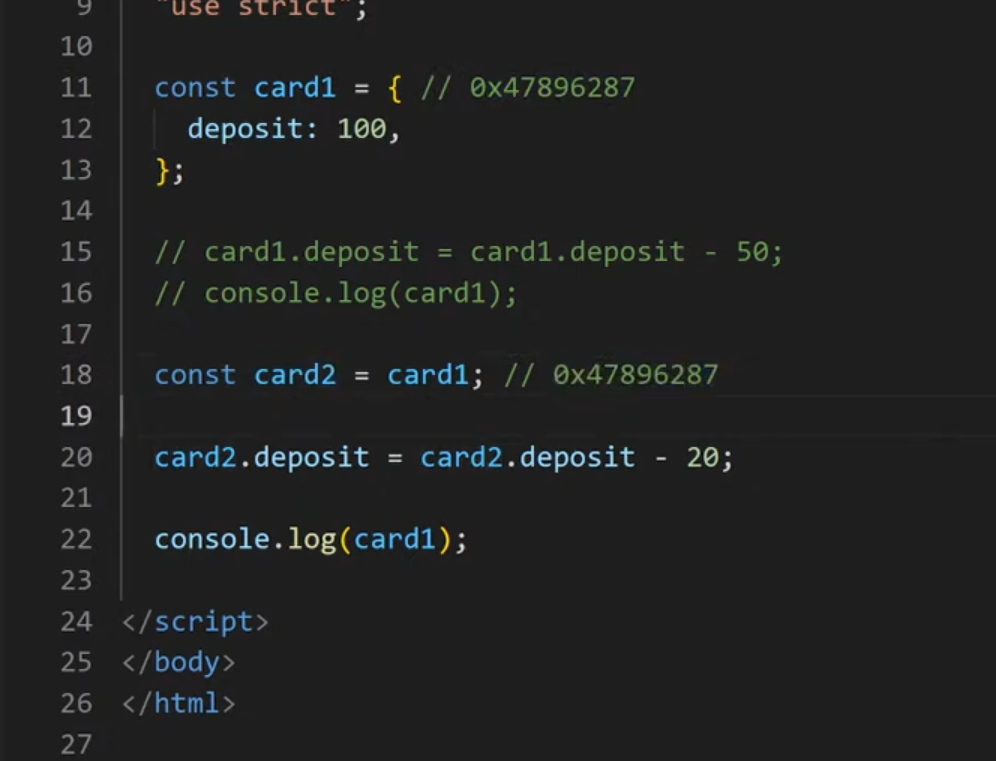 9 "use strict";
10
11 const card1 = { // 0x47896287
12 deposit: 100,
13 };
14
15 // card1.deposit = card1.deposit - 50;
16 // console.log(card1);
17
18 const card2 = card1; // 0x47896287
19
20 card2.deposit = card2.deposit - 20;
21
22 console.log(card1);
23
24 </script>
25 </body>
26 </html>
27